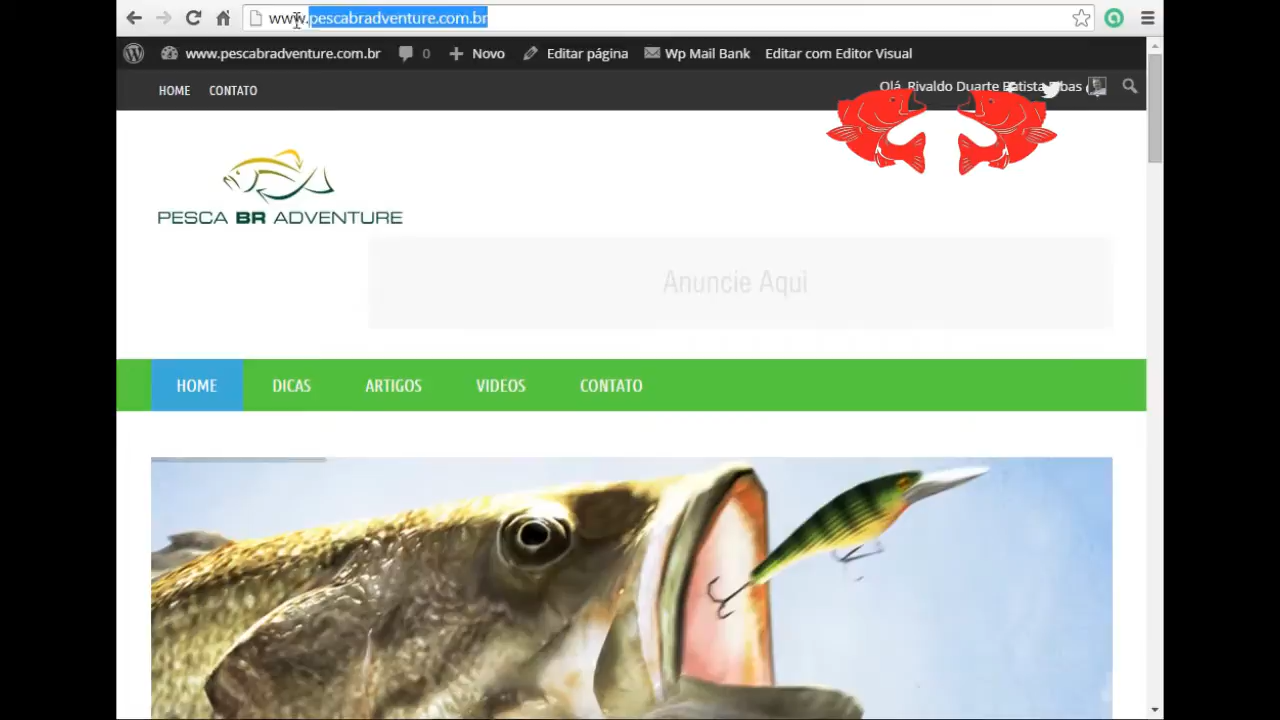 www.pescabradventure.com.br
www.pescabradventure.com.br 0 Novo Editar página Wp Mail Bank Editar com Editor Visual
HOME CONTATO Olá, Rivaldo Duarte Batista
PESCA BR ADVENTURE
Anuncie Aqui
HOME DICAS ARTIGOS VIDEOS CONTATO